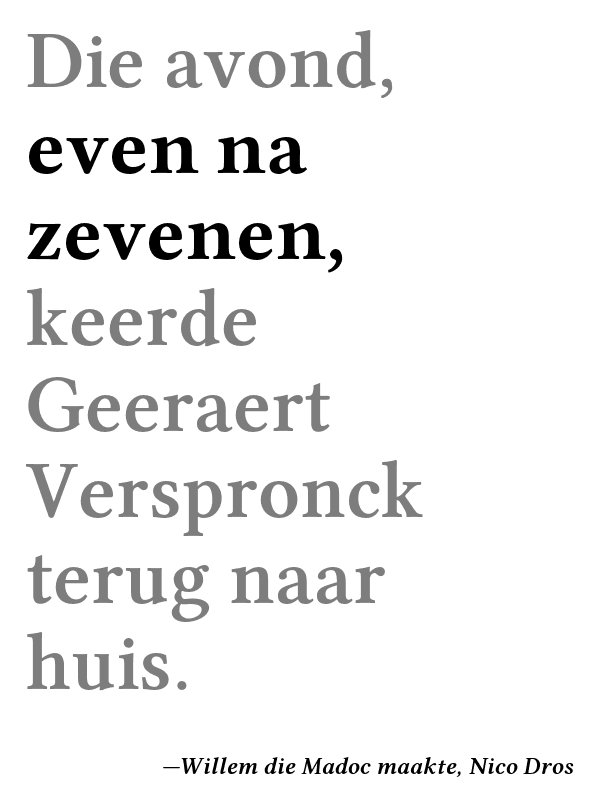 Die avond,
even na
zevenen,
keerde
Geeraert
Verspronck
terug naar
huis.
—Willem die Madoc maakte, Nico Dros